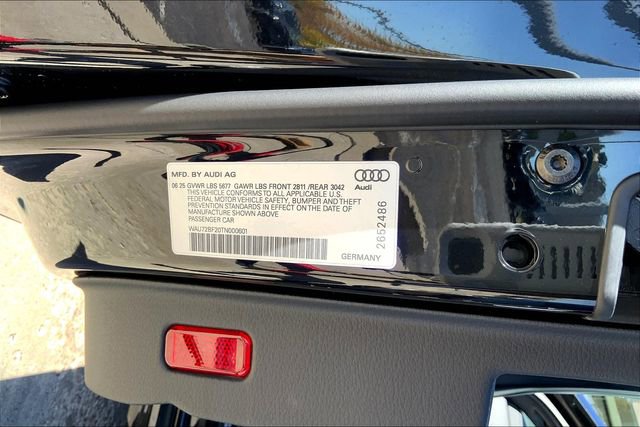 MFD. BY AUDI AG
Audi
06 25 GVWR LBS 5677 GAWR LBS FRONT 2811 /REAR 3042
THIS VEHICLE CONFORMS TO ALL APPLICABLE U.S.
FEDERAL MOTOR VEHICLE SAFETY, BUMPER AND THEFT
PREVENTION STANDARDS IN EFFECT ON THE DATE OF
MANUFACTURE SHOWN ABOVE
PASSENGER CAR
WAU72BF20TN000601
2652486
GERMANY